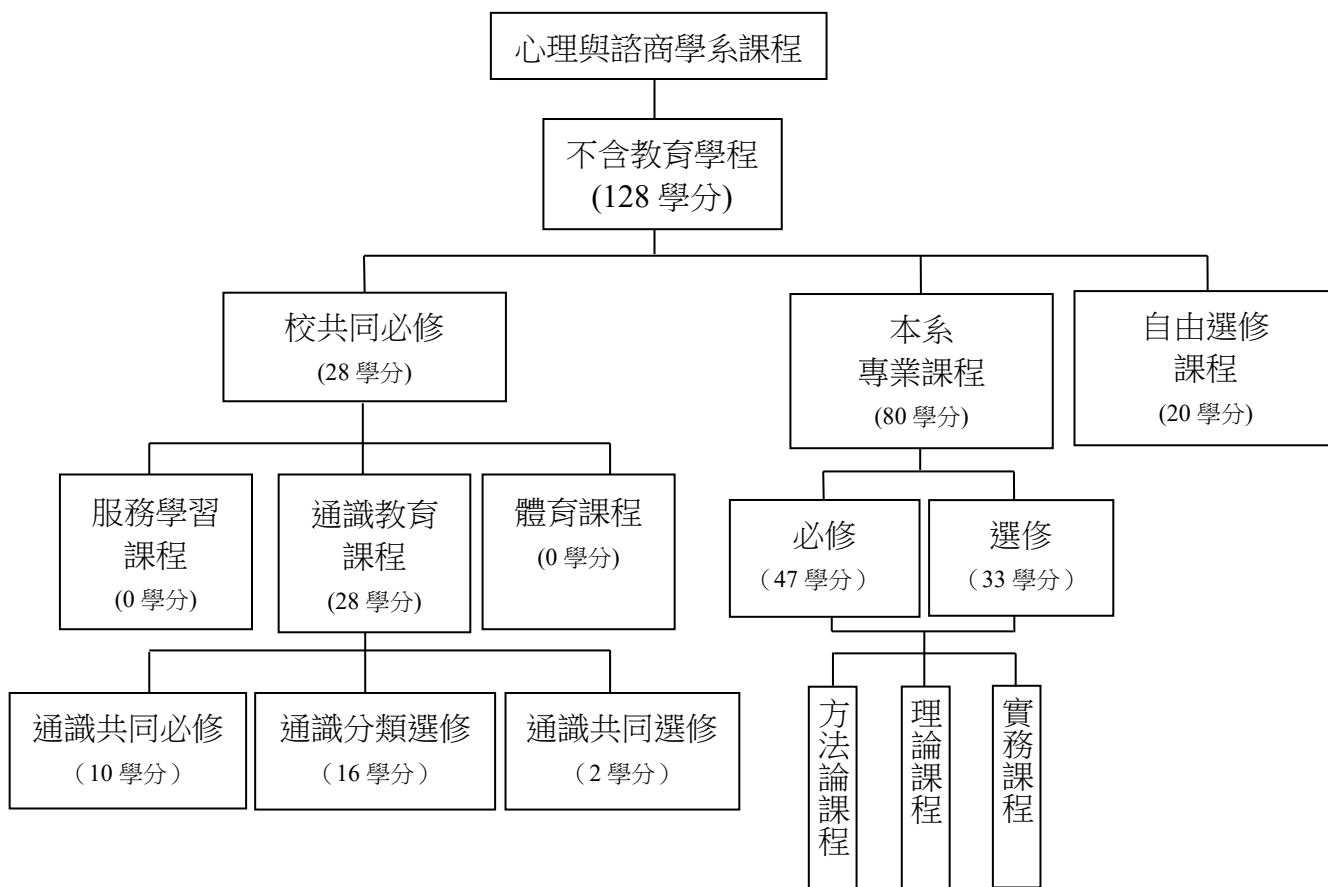 心理與諮商學系課程
不含教育學程
(128 學分)
校共同必修
(28 學分)
本系
專業課程
(80 學分)
自由選修
課程
(20 學分)
服務學習
課程
(0 學分)
通識教育
課程
(28 學分)
體育課程
(0 學分)
必修
（47 學分）
選修
（33 學分）
通識共同必修
（10 學分）
通識分類選修
（16 學分）
通識共同選修
（2 學分）
方法論課程
理論課程
實務課程